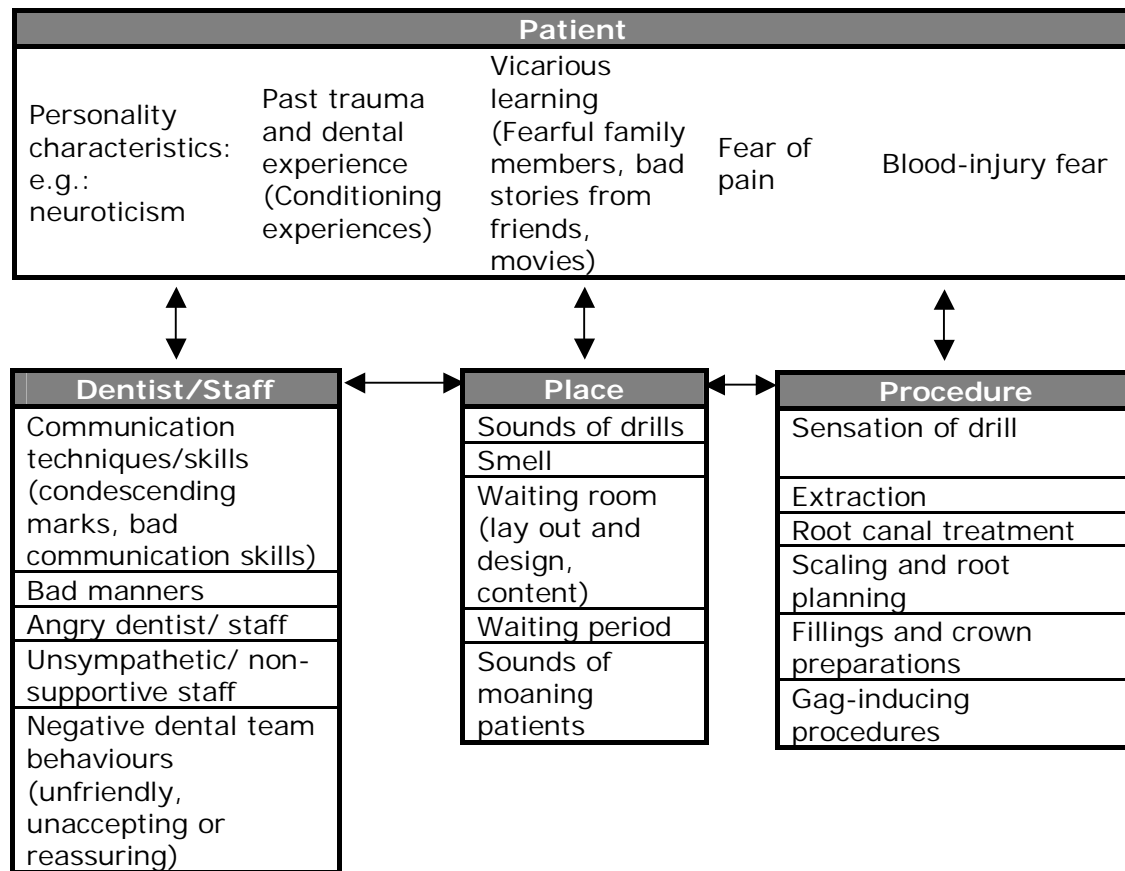 Patient
Personality
characteristics:
e.g.:
neuroticism
Past trauma
and dental
experience
(Conditioning
experiences)
Vicarious
learning
(Fearful family
members, bad
stories from
friends,
movies)
Fear of
pain
Blood-injury fear
Dentist/Staff
Communication
techniques/skills
(condescending
marks, bad
communication skills)
Bad manners
Angry dentist/ staff
Unsympathetic/ non-
supportive staff
Negative dental team
behaviours
(unfriendly,
unaccepting or
reassuring)
Place
Sounds of drills
Smell
Waiting room
(lay out and
design,
content)
Waiting period
Sounds of
moaning
patients
Procedure
Sensation of drill
Extraction
Root canal treatment
Scaling and root
planning
Fillings and crown
preparations
Gag-inducing
procedures